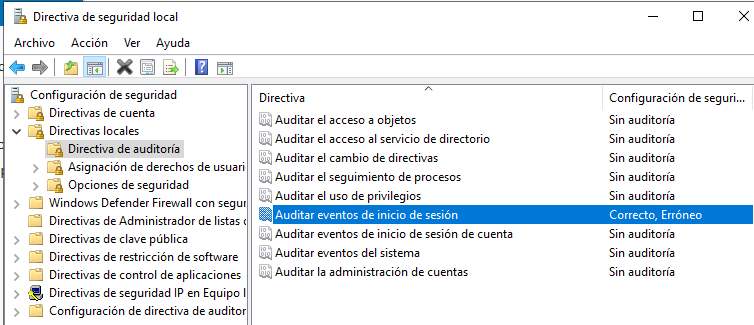 Directiva de seguridad local
Archivo Acción Ver Ayuda
Configuración de seguridad
Directivas de cuenta
Directivas locales
Directiva de auditoría
Asignación de derechos de usuari
Opciones de seguridad
Windows Defender Firewall con segur
Directivas de Administrador de listas d
Directivas de clave pública
Directivas de restricción de software
Directivas de control de aplicaciones
Directivas de seguridad IP en Equipo l
Configuración de directiva de auditor
Directiva Configuración de seguri...
Auditar el acceso a objetos Sin auditoría
Auditar el acceso al servicio de directorio Sin auditoría
Auditar el cambio de directivas Sin auditoría
Auditar el seguimiento de procesos Sin auditoría
Auditar el uso de privilegios Sin auditoría
Auditar eventos de inicio de sesión Correcto, Erróneo
Auditar eventos de inicio de sesión de cuenta Sin auditoría
Auditar eventos del sistema Sin auditoría
Auditar la administración de cuentas Sin auditoría